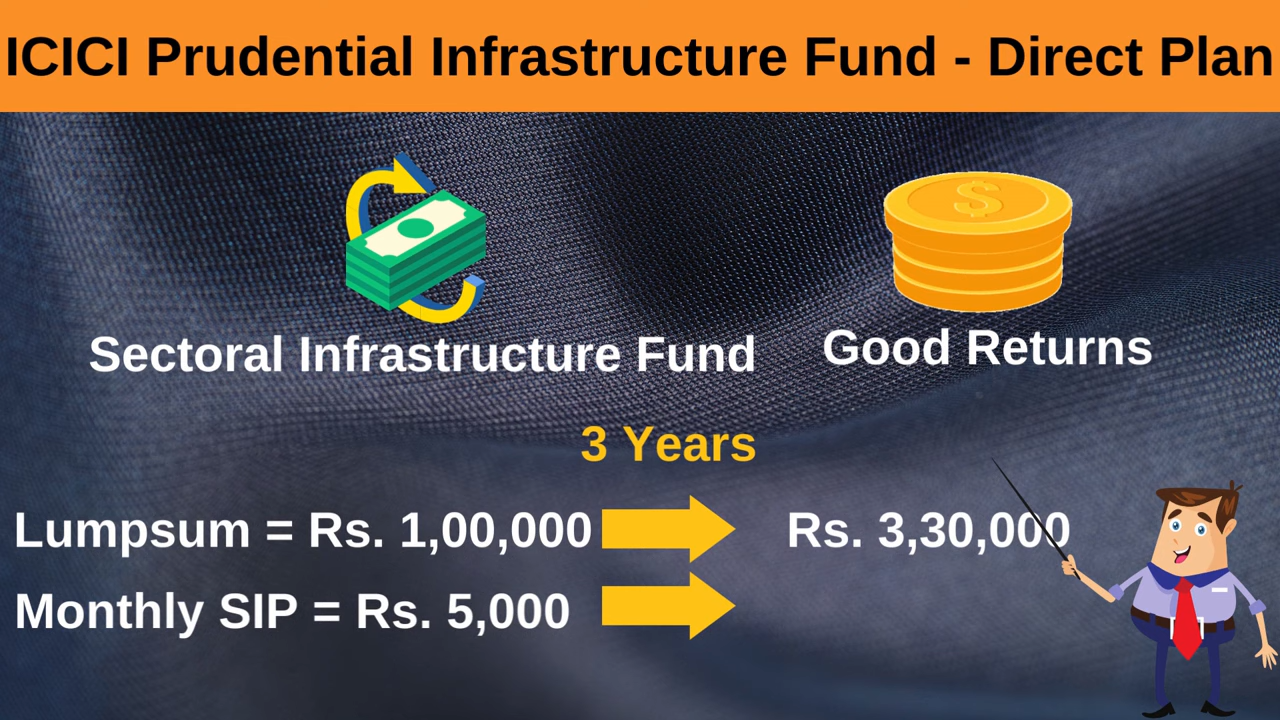 ICICI Prudential Infrastructure Fund - Direct Plan
Sectoral Infrastructure Fund
Good Returns
3 Years
Lumpsum = Rs. 1,00,000
Rs. 3,30,000
Monthly SIP = Rs. 5,000